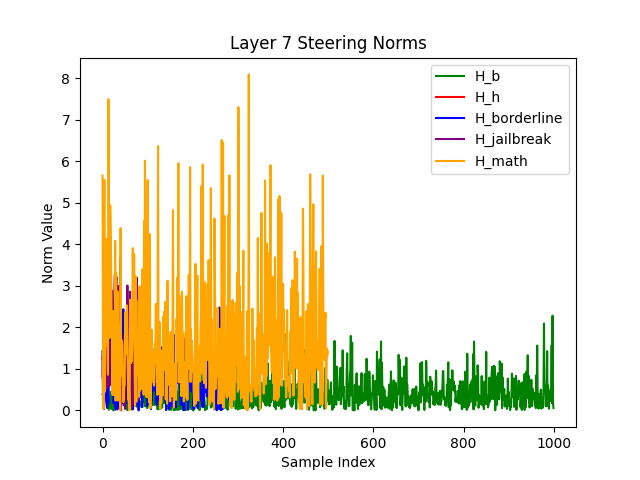 Layer 7 Steering Norms
Norm Value
8
7
6
5
4
3
2
1
0
H_b
H_h
H_borderline
H_jailbreak
H_math
0
200
400
600
800
1000
Sample Index